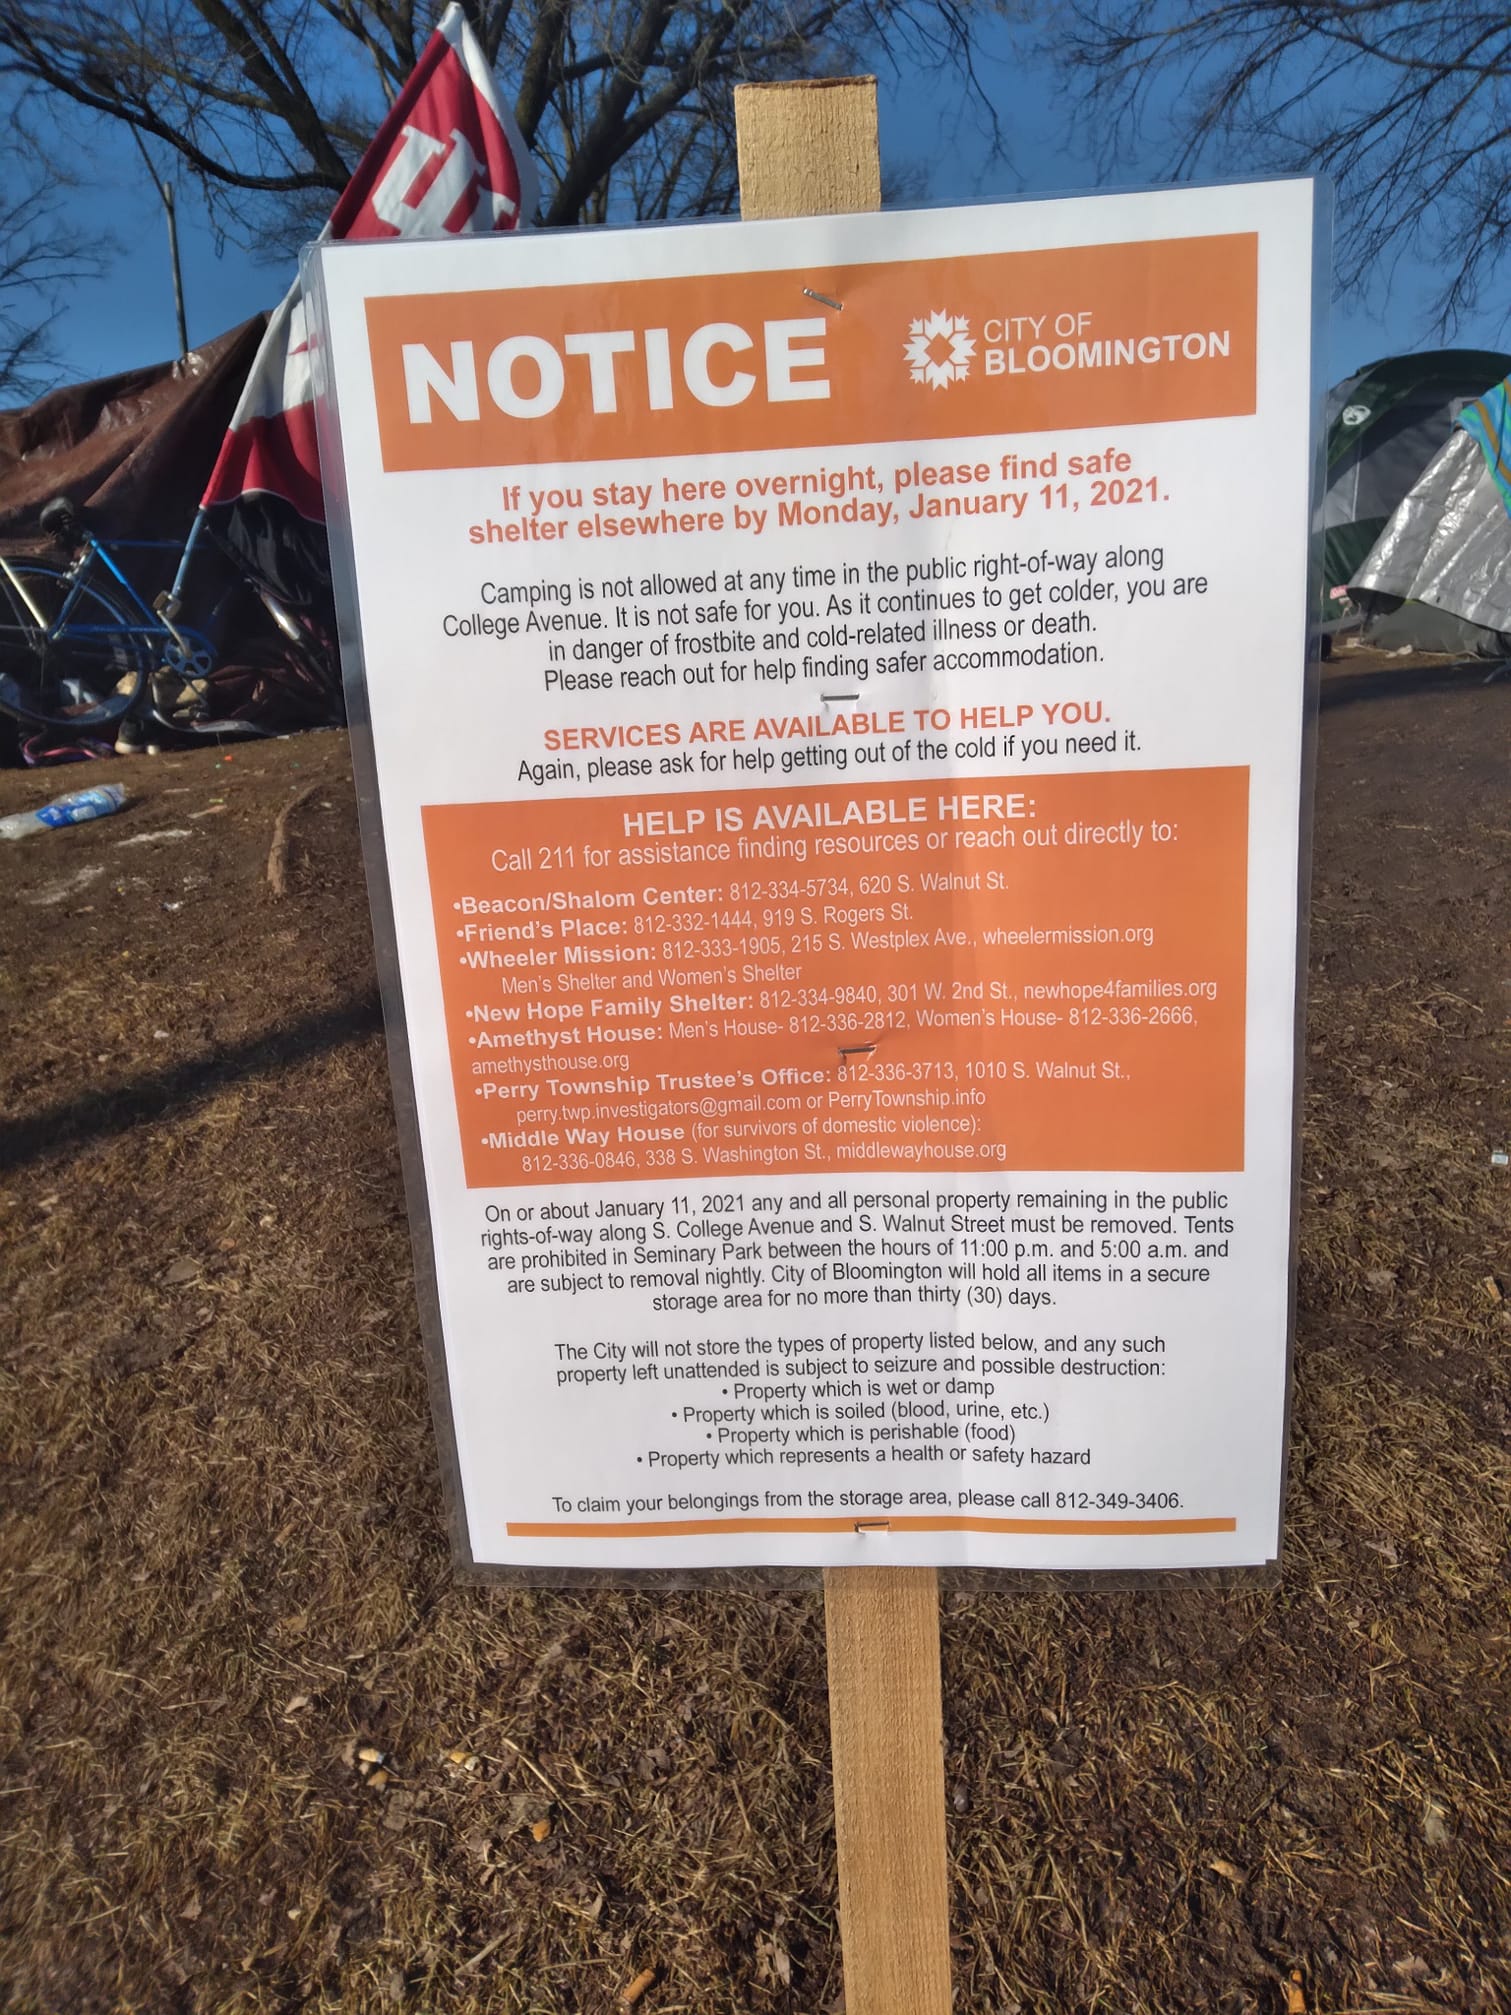 NOTICE
CITY OF
BLOOMINGTON
If you stay here overnight, please find safe
shelter elsewhere by Monday, January 11, 2021.
Camping is not allowed at any time in the public right-of-way along
College Avenue. It is not safe for you. As it continues to get colder, you are
in danger of frostbite and cold-related illness or death.
Please reach out for help finding safer accommodation.
SERVICES ARE AVAILABLE TO HELP YOU.
Again, please ask for help getting out of the cold if you need it.
HELP IS AVAILABLE HERE:
Call 211 for assistance finding resources or reach out directly to:
•Beacon/Shalom Center: 812-334-5734, 620 S. Walnut St.
•Friend's Place: 812-332-1444, 919 S. Rogers St.
•Wheeler Mission: 812-333-1905, 215 S. Westplex Ave., wheelermission.org
Men's Shelter and Women's Shelter
•New Hope Family Shelter: 812-334-9840, 301 W. 2nd St., newhope4families.org
•Amethyst House: Men's House- 812-336-2812, Women's House- 812-336-2666,
amethysthouse.org
•Perry Township Trustee's Office: 812-336-3713, 1010 S. Walnut St.,
perry.twp.investigators@gmail.com or PerryTownship.info
•Middle Way House (for survivors of domestic violence):
812-336-0846, 338 S. Washington St., middlewayhouse.org
On or about January 11, 2021 any and all personal property remaining in the public
rights-of-way along S. College Avenue and S. Walnut Street must be removed. Tents
are prohibited in Seminary Park between the hours of 11:00 p.m. and 5:00 a.m. and
are subject to removal nightly. City of Bloomington will hold all items in a secure
storage area for no more than thirty (30) days.
The City will not store the types of property listed below, and any such
property left unattended is subject to seizure and possible destruction:
• Property which is wet or damp
• Property which is soiled (blood, urine, etc.)
• Property which is perishable (food)
• Property which represents a health or safety hazard
To claim your belongings from the storage area, please call 812-349-3406.